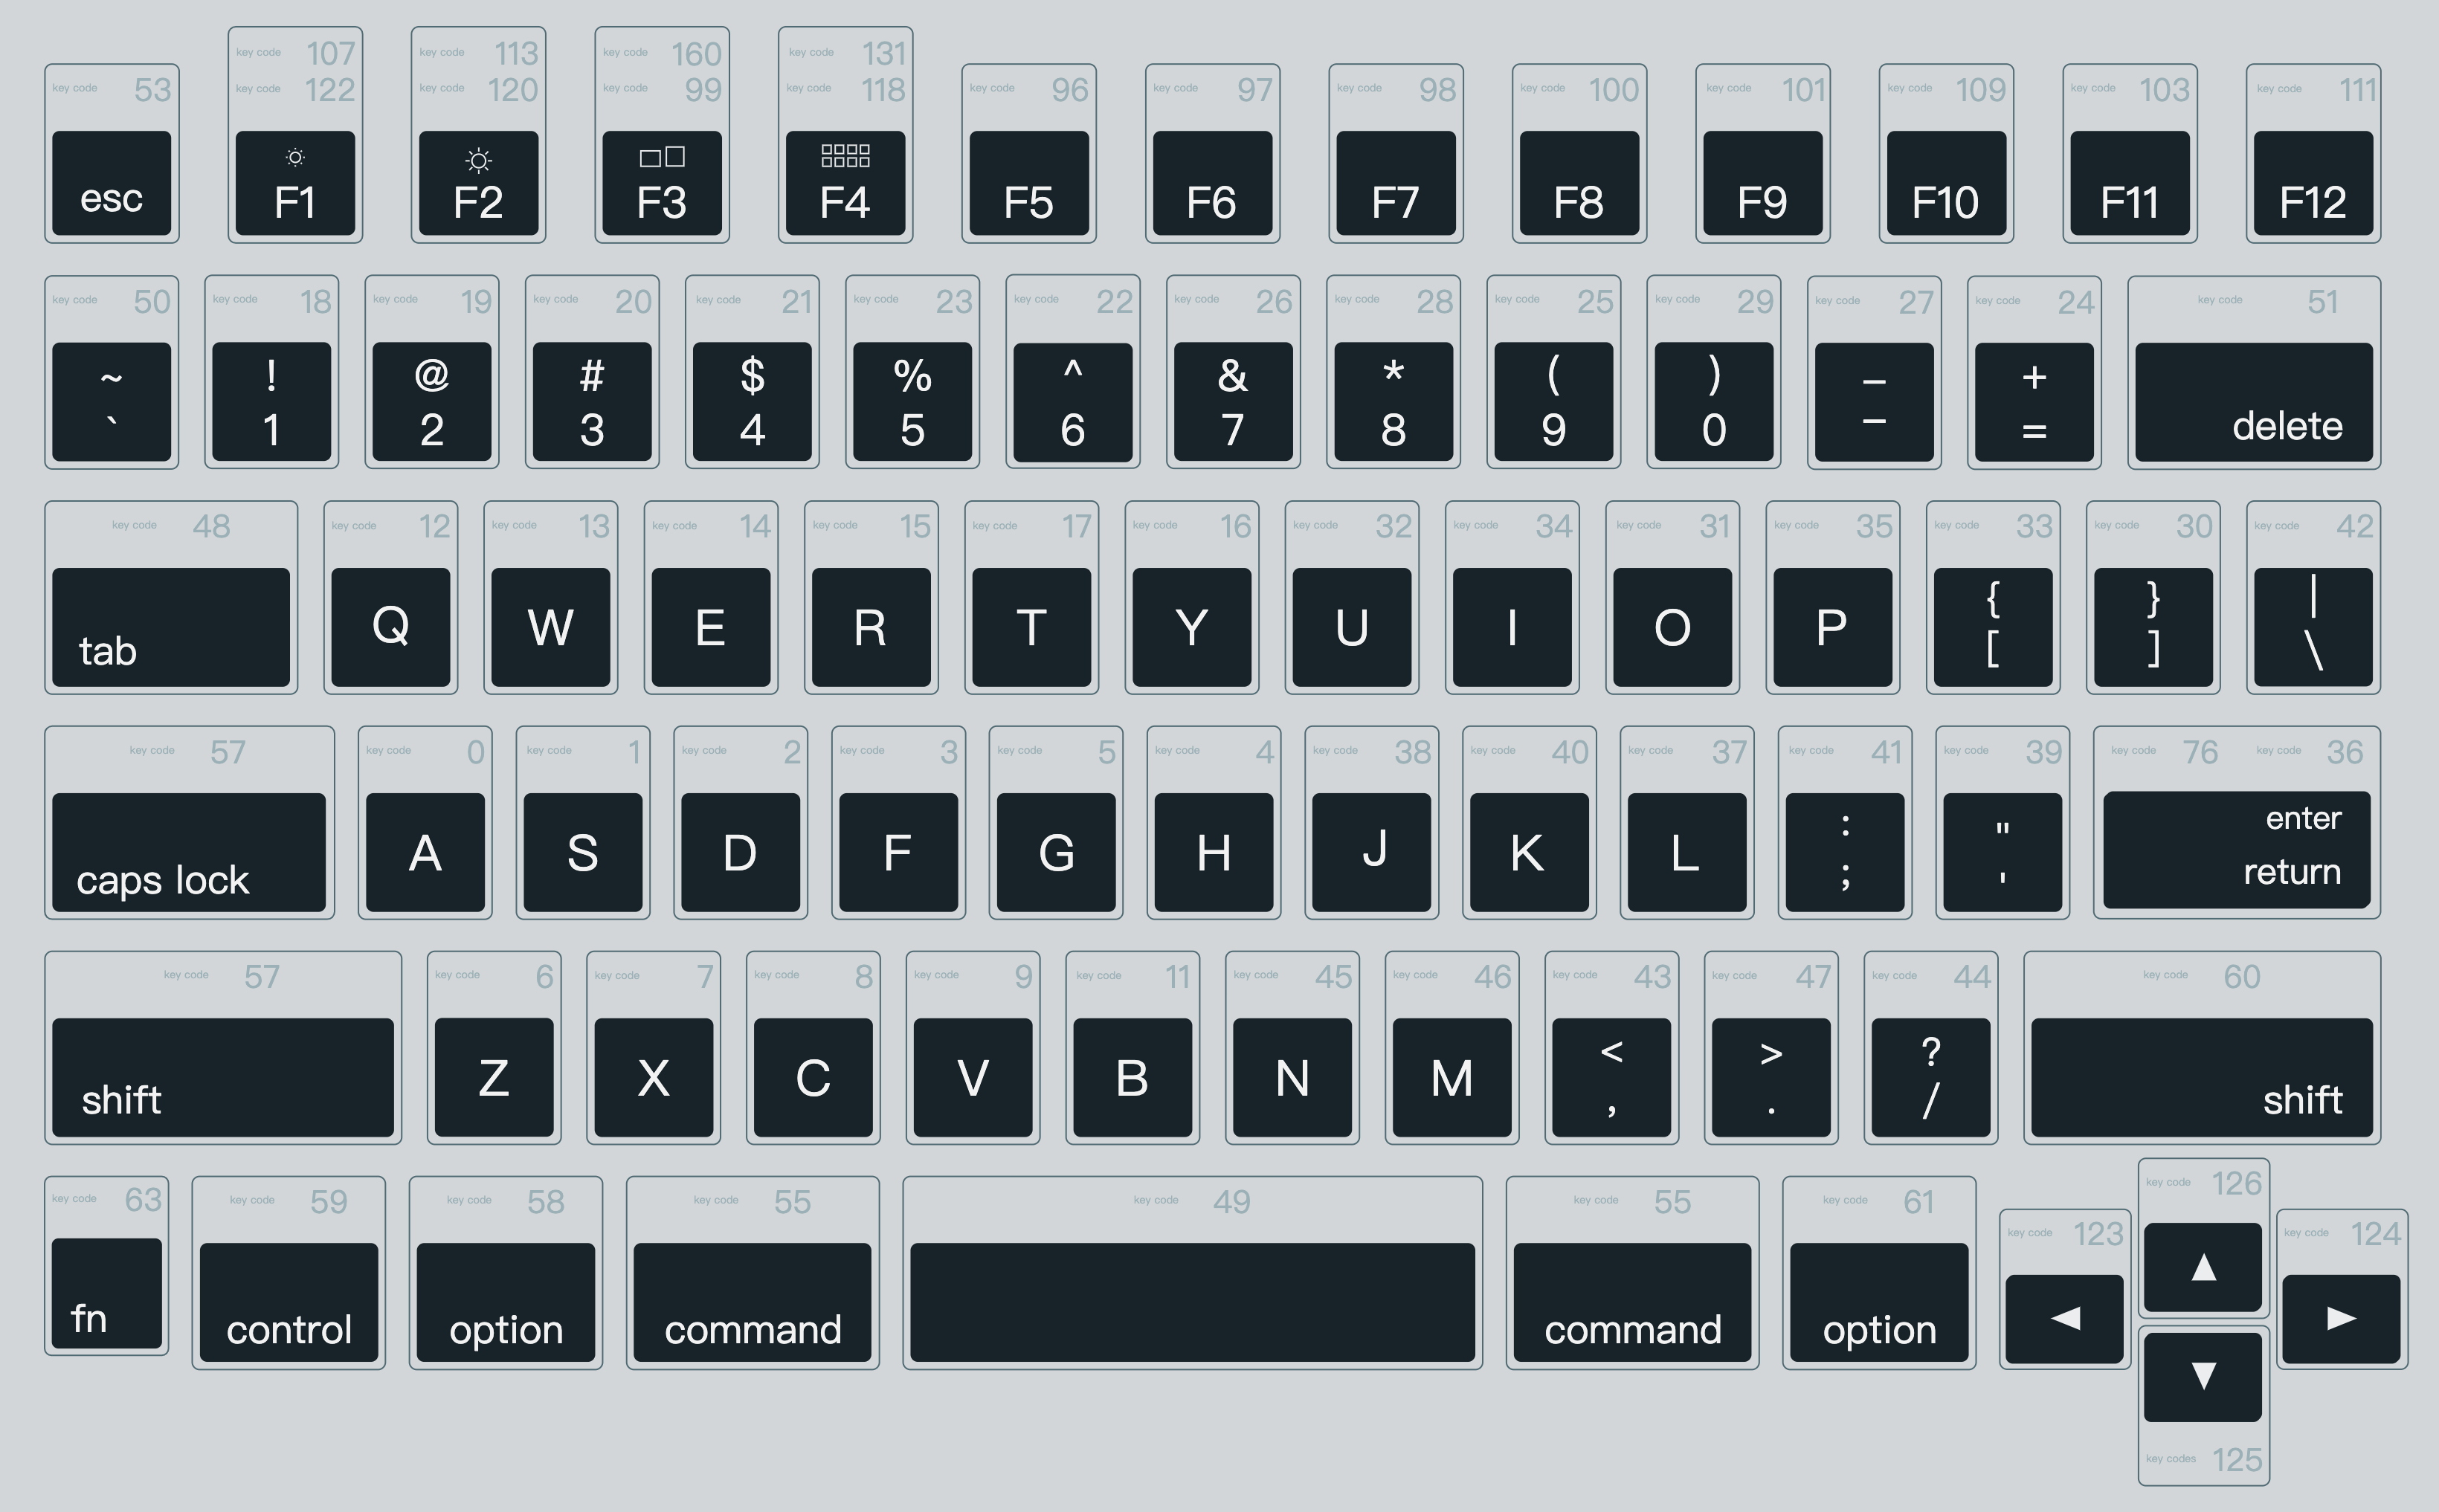 key code 107 key code 113 key code 160 key code 131
key code 53 key code 122 key code 120 key code 99 key code 118 key code 96 key code 97 key code 98 key code 100 key code 101 key code 109 key code 103 key code 111
esc F1 F2 F3 F4 F5 F6 F7 F8 F9 F10 F11 F12
key code 50 key code 18 key code 19 key code 20 key code 21 key code 23 key code 22 key code 26 key code 28 key code 25 key code 29 key code 27 key code 24 key code 51
~ ! @ # $ % ^ & * ( ) – +
` 1 2 3 4 5 6 7 8 9 0 – = delete
key code 48 key code 12 key code 13 key code 14 key code 15 key code 17 key code 16 key code 32 key code 34 key code 31 key code 35 key code 33 key code 30 key code 42
{ } |
tab Q W E R T Y U I O P [ ] \
key code 57 key code 0 key code 1 key code 2 key code 3 key code 5 key code 4 key code 38 key code 40 key code 37 key code 41 key code 39 key code 76 key code 36
: " enter
caps lock A S D F G H J K L ; ' return
key code 57 key code 6 key code 7 key code 8 key code 9 key code 11 key code 45 key code 46 key code 43 key code 47 key code 44 key code 60
< > ?
shift Z X C V B N M , . / shift
key code 63 key code 59 key code 58 key code 55 key code 49 key code 55 key code 61 key code 123 key code 126 key code 124
fn control option command command option ◀ ▲ ▶
▼
key codes 125